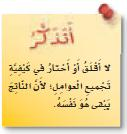 أتذكر
لا أقلق أو أحتار في كيفية
تجميع العوامل؛ لأن الناتج
يبقى هو نفسه.